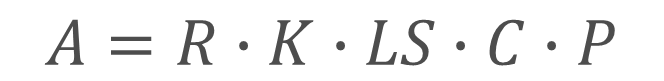 A = R · K · LS · C · P